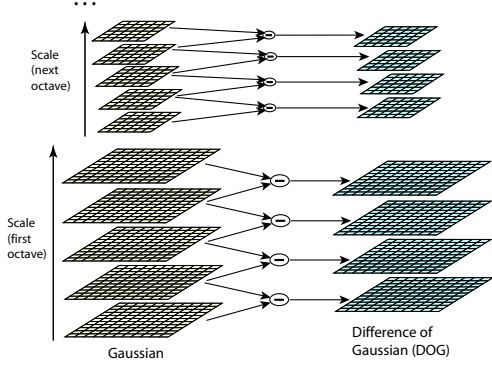 ...
Scale
(next
octave)
Scale
(first
octave)
Gaussian
Difference of
Gaussian (DOG)